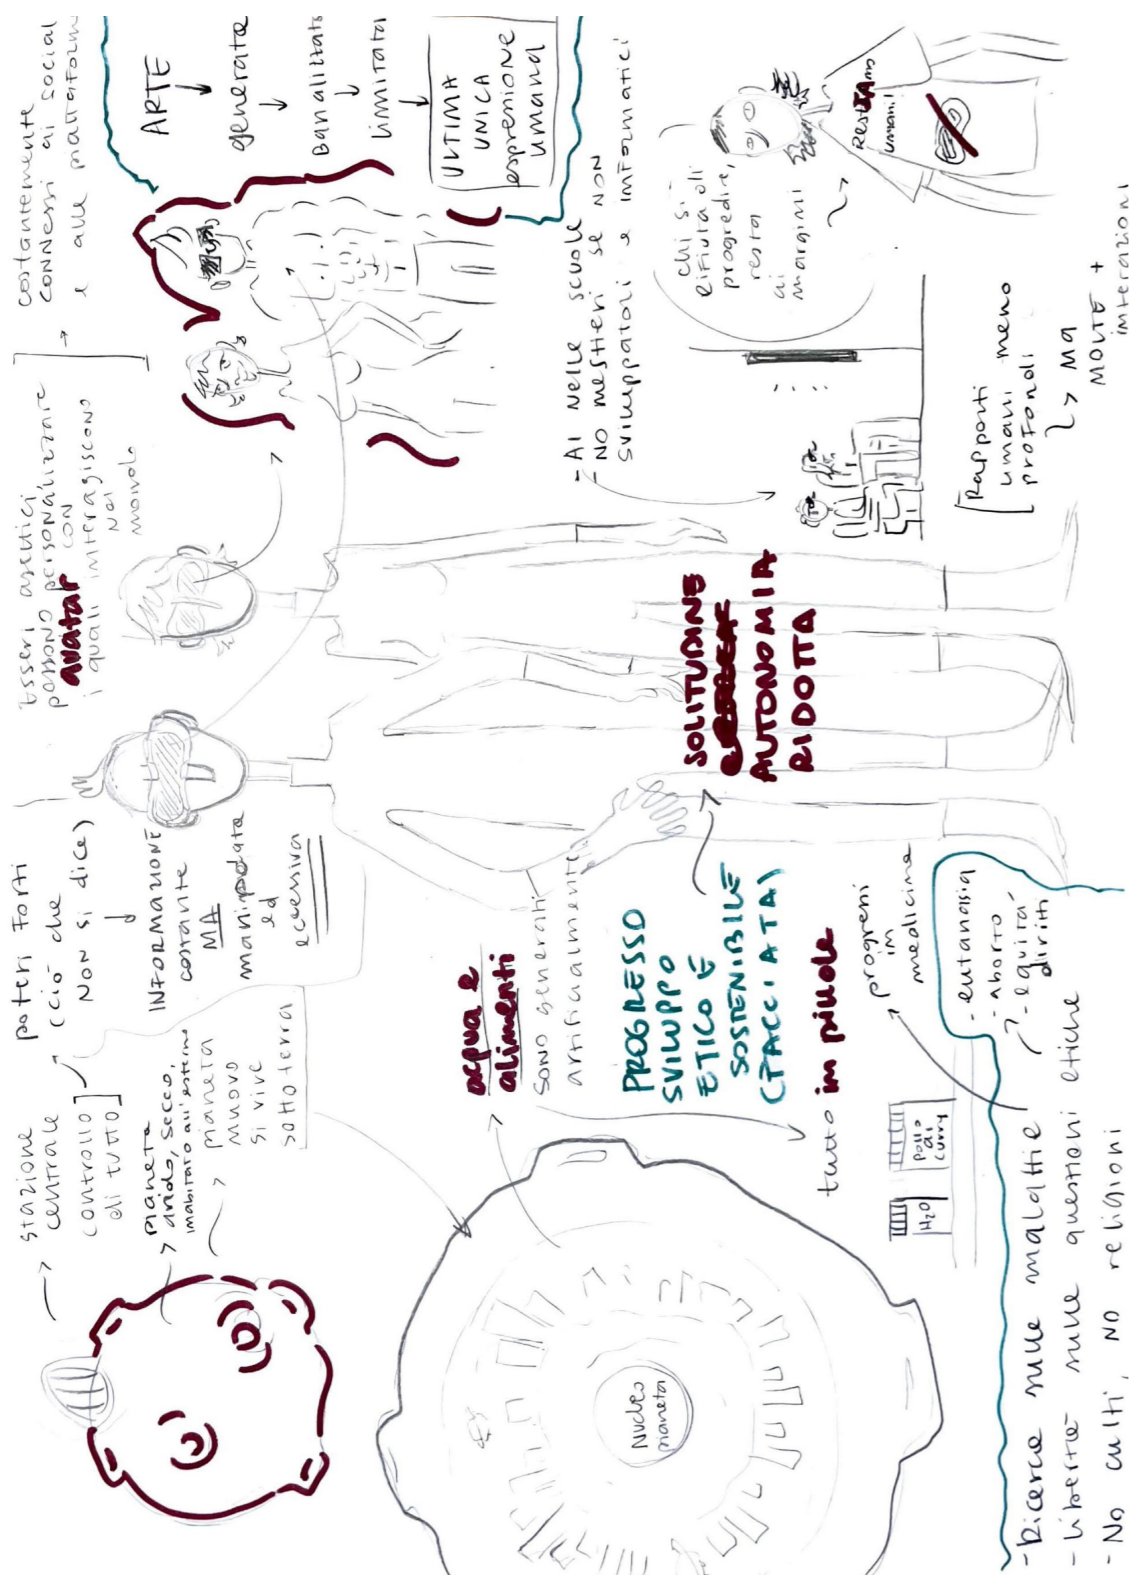 stazione
centrale
(controllo
di tutto)
pianeta
arido, secco,
inabitato all'esterno
pianeta
nuovo
si vive
sotto terra
poteri forti
(ciò che
non si dice)
INFORMAZIONE
costante
MA
manipolata
ed
eccessiva
Esseri asettici
possono personalizzare
avatar con
i quali interagiscono
nel
mondo
costantemente
connessi ai social
e alle piattaforme
ARTE
generata
Banalizzata
limitata
ULTIMA
UNICA
espressione
umana
Nucleo
pianeta
acqua e
alimenti
sono generati
artificialmente
PROGRESSO
SVILUPPO
ETICO E
SOSTENIBILE
(FACCIATA)
tutto in pillole
SOLITUDINE
AUTONOMIA
RIDOTTA
- AI nelle scuole
NO mestieri se non
sviluppatori e informatici
chi si
rifiuta di
progredire,
resta
ai
margini
RESTIAMO
umani!
[Rapporti
umani meno
profondi
MA
MOLTE +
interazioni
H₂O
pollo
al
curry
progressi
in
medicina
- eutanasia
- aborto
- equità
diritti
- Ricerca sulle malattie
- libertà sulle questioni etiche
- No culti, NO religioni